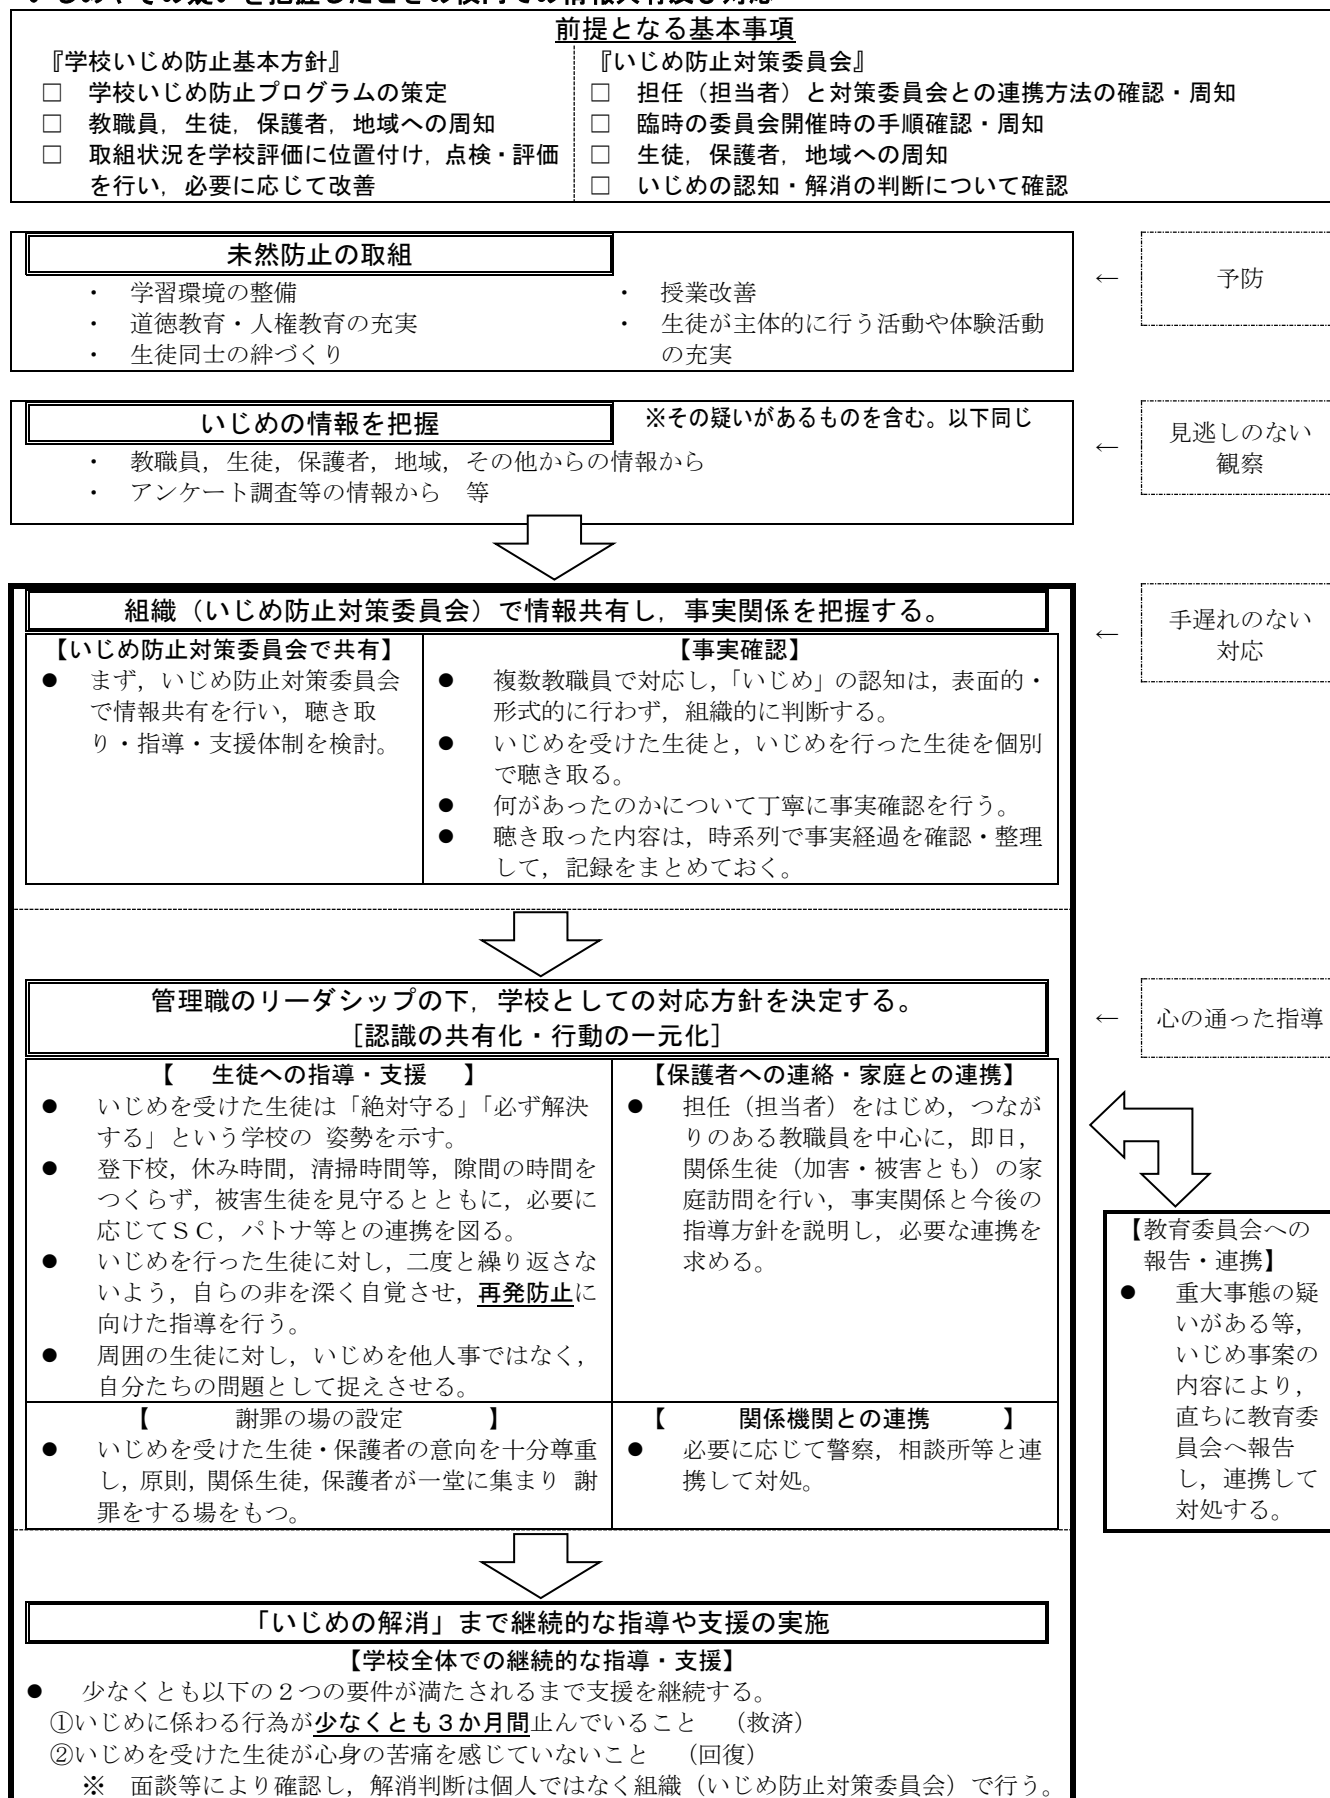 いじめやその疑いを把握したときの校内での情報共有及び対応
前提となる基本事項
『学校いじめ防止基本方針』
□　学校いじめ防止プログラムの策定
□　教職員，生徒，保護者，地域への周知
□　取組状況を学校評価に位置付け，点検・評価
を行い，必要に応じて改善
『いじめ防止対策委員会』
□　担任（担当者）と対策委員会との連携方法の確認・周知
□　臨時の委員会開催時の手順確認・周知
□　生徒，保護者，地域への周知
□　いじめの認知・解消の判断について確認
未然防止の取組
・　学習環境の整備
・　道徳教育・人権教育の充実
・　生徒同士の絆づくり
・　授業改善
・　生徒が主体的に行う活動や体験活動
の充実
←
予防
いじめの情報を把握
※その疑いがあるものを含む。以下同じ
・　教職員，生徒，保護者，地域，その他からの情報から
・　アンケート調査等の情報から　等
←
見逃しのない
観察
組織（いじめ防止対策委員会）で情報共有し，事実関係を把握する。
【いじめ防止対策委員会で共有】
●　まず，いじめ防止対策委員会
で情報共有を行い，聴き取
り・指導・支援体制を検討。
【事実確認】
●　複数教職員で対応し，「いじめ」の認知は，表面的・
形式的に行わず，組織的に判断する。
●　いじめを受けた生徒と，いじめを行った生徒を個別
で聴き取る。
●　何があったのかについて丁寧に事実確認を行う。
●　聴き取った内容は，時系列で事実経過を確認・整理
して，記録をまとめておく。
←
手遅れのない
対応
管理職のリーダシップの下，学校としての対応方針を決定する。
［認識の共有化・行動の一元化］
←
心の通った指導
【　生徒への指導・支援　】
●　いじめを受けた生徒は「絶対守る」「必ず解決
する」という学校の 姿勢を示す。
●　登下校，休み時間，清掃時間等，隙間の時間を
つくらず，被害生徒を見守るとともに，必要に
応じてＳＣ，パトナ等との連携を図る。
●　いじめを行った生徒に対し，二度と繰り返さな
いよう，自らの非を深く自覚させ，再発防止に
向けた指導を行う。
●　周囲の生徒に対し，いじめを他人事ではなく，
自分たちの問題として捉えさせる。
【保護者への連絡・家庭との連携】
●　担任（担当者）をはじめ，つなが
りのある教職員を中心に，即日，
関係生徒（加害・被害とも）の家
庭訪問を行い，事実関係と今後の
指導方針を説明し，必要な連携を
求める。
【　謝罪の場の設定　】
●　いじめを受けた生徒・保護者の意向を十分尊重
し，原則，関係生徒，保護者が一堂に集まり 謝
罪をする場をもつ。
【　関係機関との連携　】
●　必要に応じて警察，相談所等と連
携して対処。
【教育委員会への
報告・連携】
●　重大事態の疑
いがある等，
いじめ事案の
内容により，
直ちに教育委
員会へ報告
し，連携して
対処する。
「いじめの解消」まで継続的な指導や支援の実施
【学校全体での継続的な指導・支援】
●　少なくとも以下の２つの要件が満たされるまで支援を継続する。
①いじめに係わる行為が少なくとも３か月間止んでいること　（救済）
②いじめを受けた生徒が心身の苦痛を感じていないこと　（回復）
※　面談等により確認し，解消判断は個人ではなく組織（いじめ防止対策委員会）で行う。